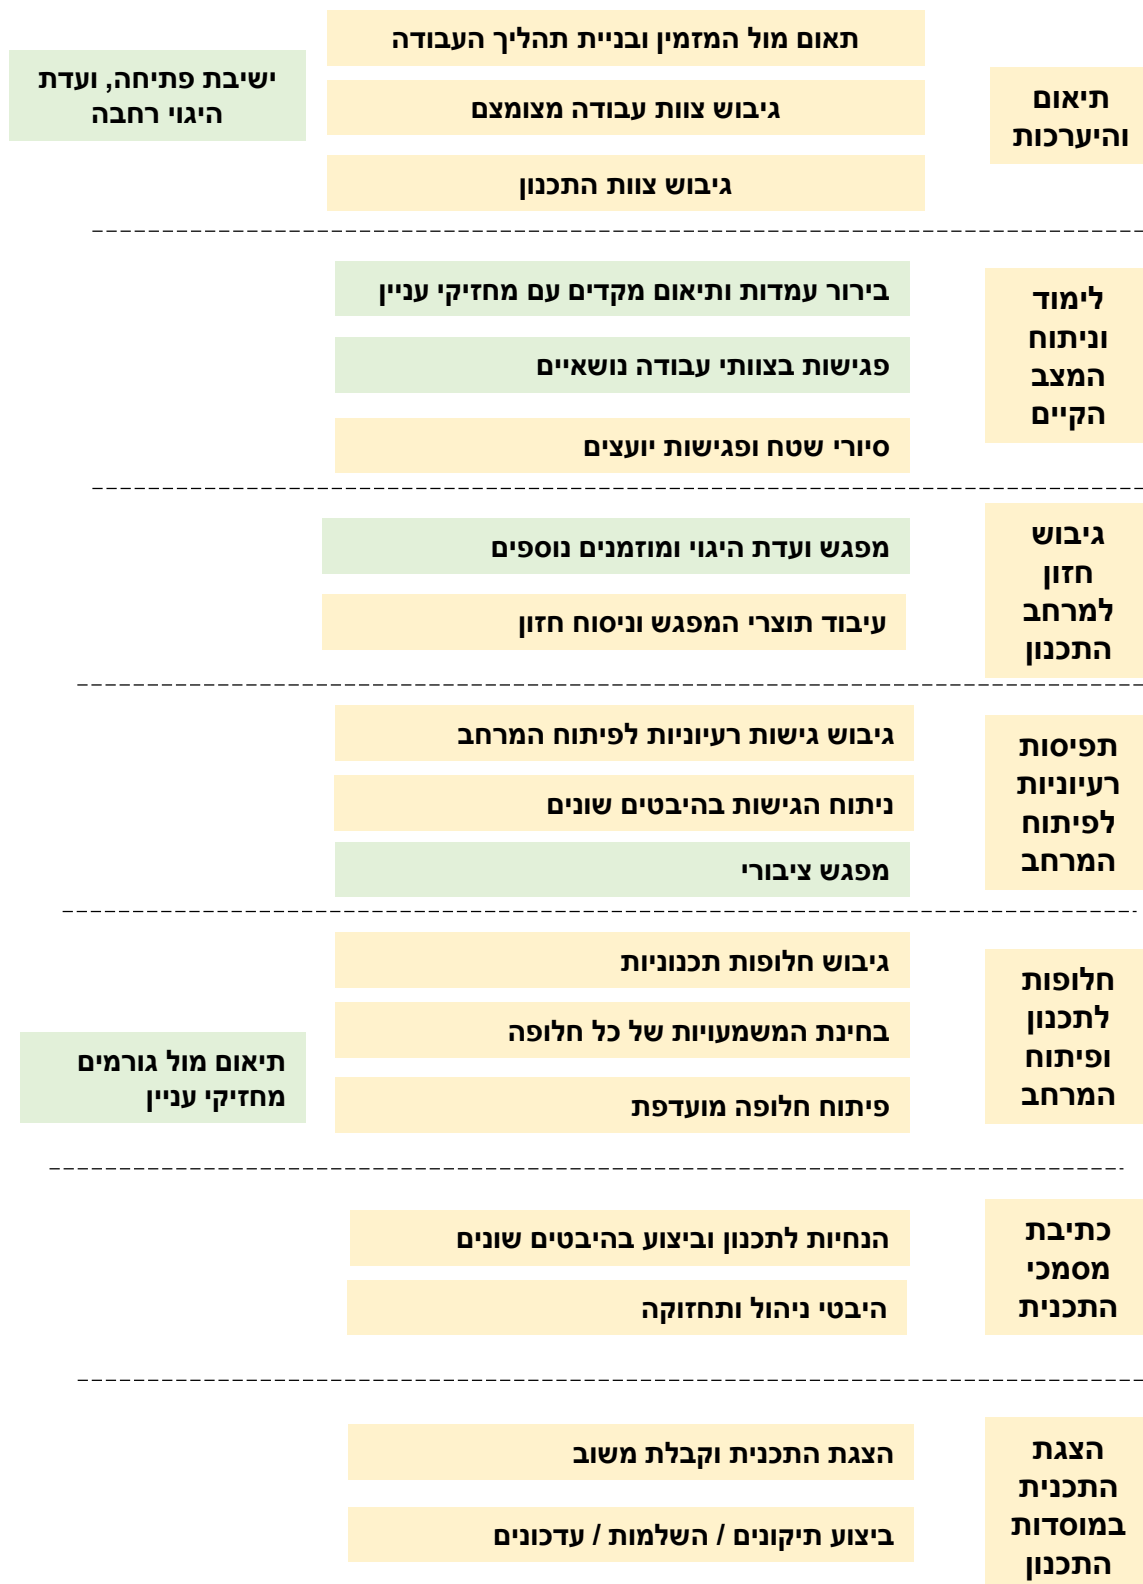 תיאום
והיערכות
תאום מול המזמין ובניית תהליך העבודה
גיבוש צוות עבודה מצומצם
גיבוש צוות התכנון
ישיבת פתיחה, ועדת
היגוי רחבה
לימוד
וניתוח
המצב
הקיים
בירור עמדות ותיאום מקדים עם מחזיקי עניין
פגישות בצוותי עבודה נושאיים
סיורי שטח ופגישות יועצים
גיבוש
חזון
למרחב
התכנון
מפגש ועדת היגוי ומוזמנים נוספים
עיבוד תוצרי המפגש וניסוח חזון
תפיסות
רעיוניות
לפיתוח
המרחב
גיבוש גישות רעיוניות לפיתוח המרחב
ניתוח הגישות בהיבטים שונים
מפגש ציבורי
חלופות
לתכנון
ופיתוח
המרחב
גיבוש חלופות תכנוניות
בחינת המשמעויות של כל חלופה
פיתוח חלופה מועדפת
תיאום מול גורמים
מחזיקי עניין
כתיבת
מסמכי
התכנית
הנחיות לתכנון וביצוע בהיבטים שונים
היבטי ניהול ותחזוקה
הצגת
התכנית
במוסדות
התכנון
הצגת התכנית וקבלת משוב
ביצוע תיקונים / השלמות / עדכונים